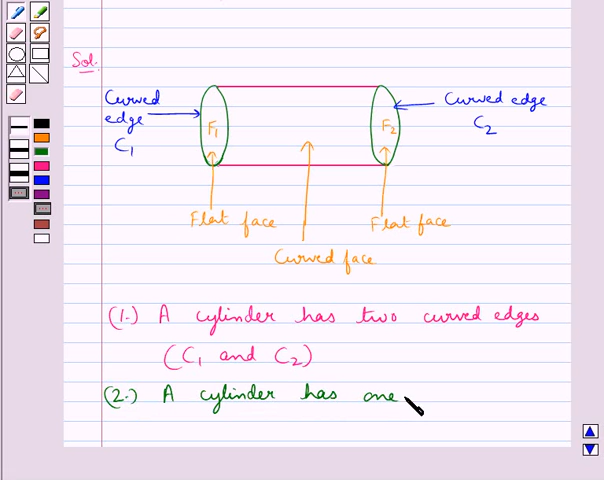 Sol:
Curved
edge
C1
Curved edge
C2
F1
F2
Flat face
Flat face
Curved face
(1.) A cylinder has two curved edges
(C1 and C2)
(2.) A cylinder has one